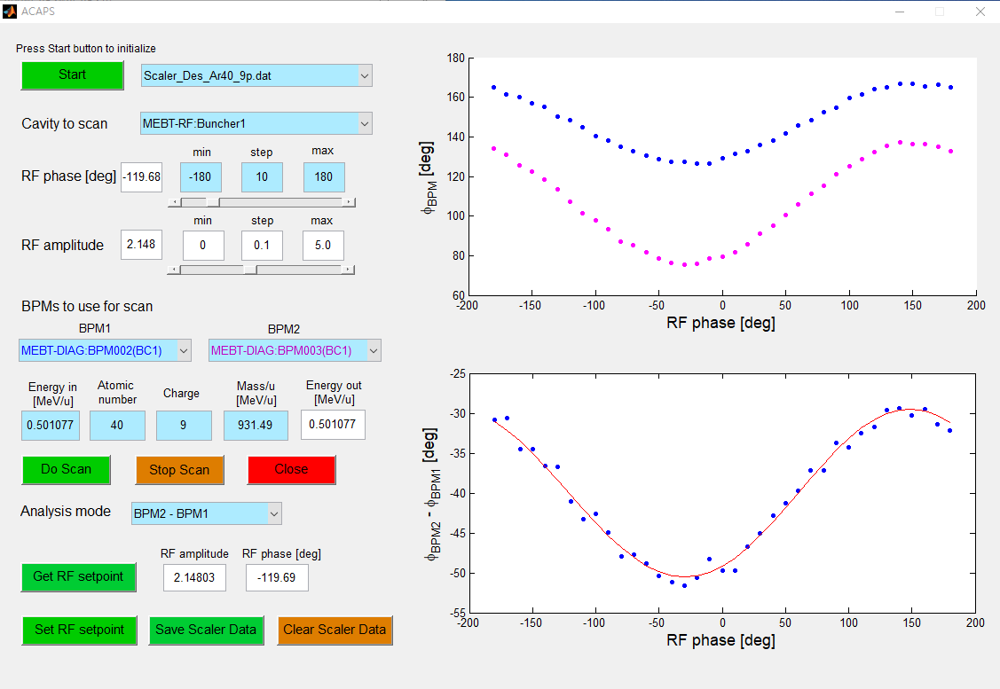 ACAPS
Press Start button to initialize
Start
Scaler_Des_Ar40_9p.dat
Cavity to scan
MEBT-RF:Buncher1
min step max
RF phase [deg] -119.68 -180 10 180
min step max
RF amplitude 2.148 0 0.1 5.0
BPMs to use for scan
BPM1 BPM2
MEBT-DIAG:BPM002(BC1) MEBT-DIAG:BPM003(BC1)
Energy in [MeV/u]
Atomic number
Charge
Mass/u [MeV/u]
Energy out [MeV/u]
0.501077 40 9 931.49 0.501077
Do Scan Stop Scan Close
Analysis mode BPM2 - BPM1
RF amplitude RF phase [deg]
Get RF setpoint 2.14803 -119.69
Set RF setpoint Save Scaler Data Clear Scaler Data
180
160
140
120
100
80
60
ϕBPM [deg]
-200 -150 -100 -50 0 50 100 150 200
RF phase [deg]
-25
-30
-35
-40
-45
-50
-55
ϕBPM2 - ϕBPM1 [deg]
-200 -150 -100 -50 0 50 100 150 200
RF phase [deg]